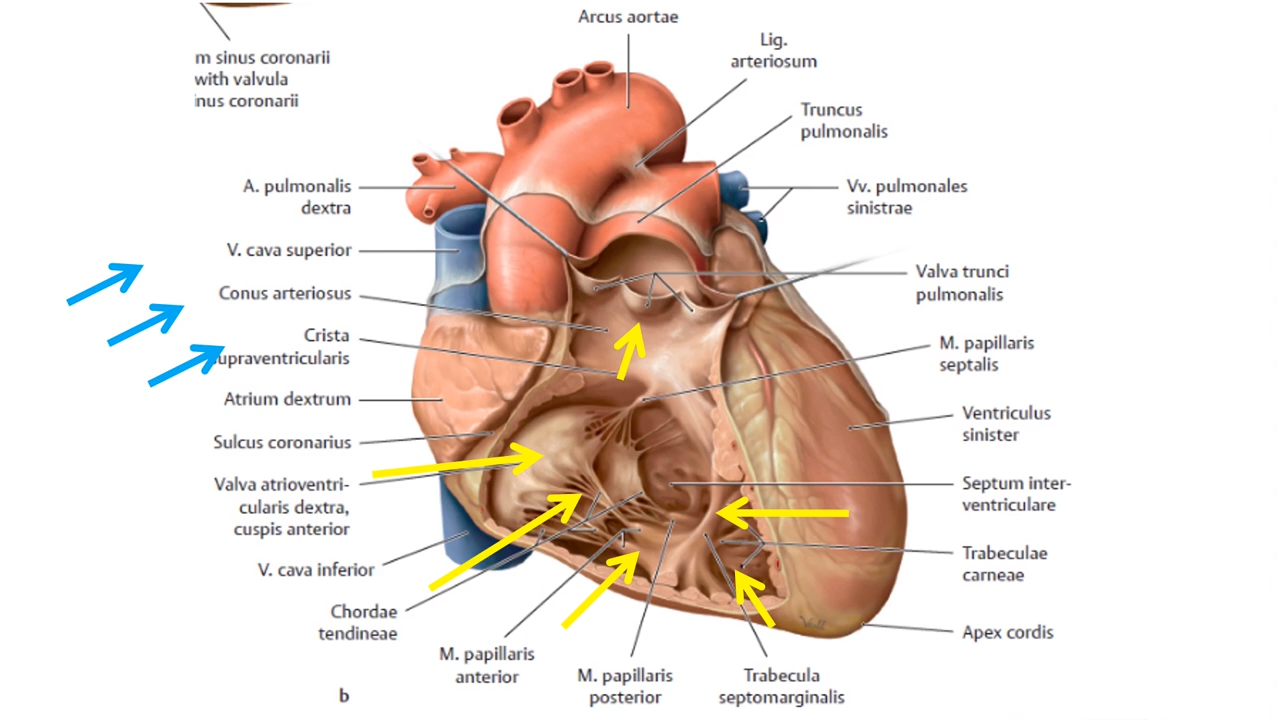 Arcus aortae
Lig.
arteriosum
m sinus coronarii
with valvula
inus coronarii
Truncus
pulmonalis
A. pulmonalis
dextra
Vv. pulmonales
sinistrae
V. cava superior
Valva trunci
pulmonalis
Conus arteriosus
Crista
upraventricularis
M. papillaris
septalis
Atrium dextrum
Ventriculus
sinister
Sulcus coronarius
Valva atrioventri-
cularis dextra,
cuspis anterior
Septum inter-
ventriculare
V. cava inferior
Trabeculae
carneae
Chordae
tendineae
Apex cordis
M. papillaris
anterior
M. papillaris
posterior
Trabecula
septomarginalis
b